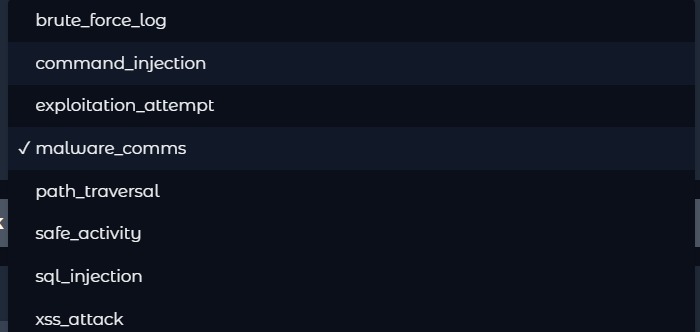 brute_force_log
command_injection
exploitation_attempt
✓ malware_comms
path_traversal
safe_activity
sql_injection
xss_attack